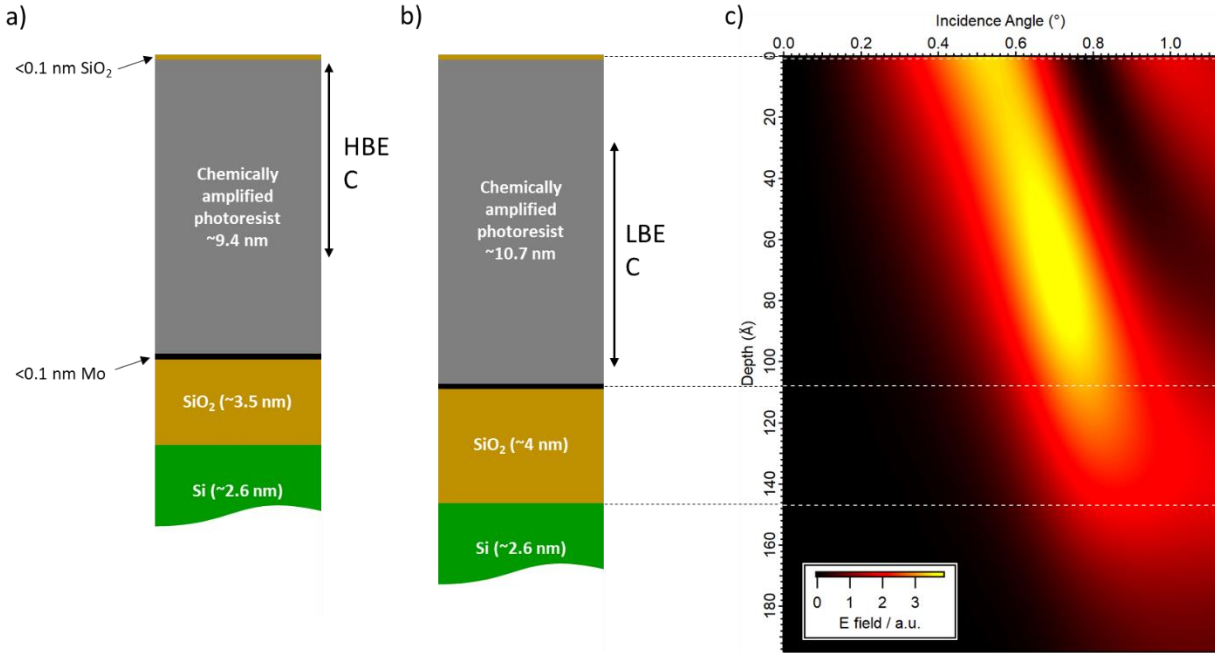 a)
<0.1 nm SiO₂
Chemically
amplified
photoresist
~9.4 nm
HBE
C
<0.1 nm Mo
SiO₂ (~3.5 nm)
Si (~2.6 nm)
b)
Chemically
amplified
photoresist
~10.7 nm
LBE
C
SiO₂ (~4 nm)
Si (~2.6 nm)
c)
Incidence Angle (°)
0.0 0.2 0.4 0.6 0.8 1.0
Depth (Å)
0
20
40
60
80
100
120
140
160
180
0 1 2 3
E field / a.u.